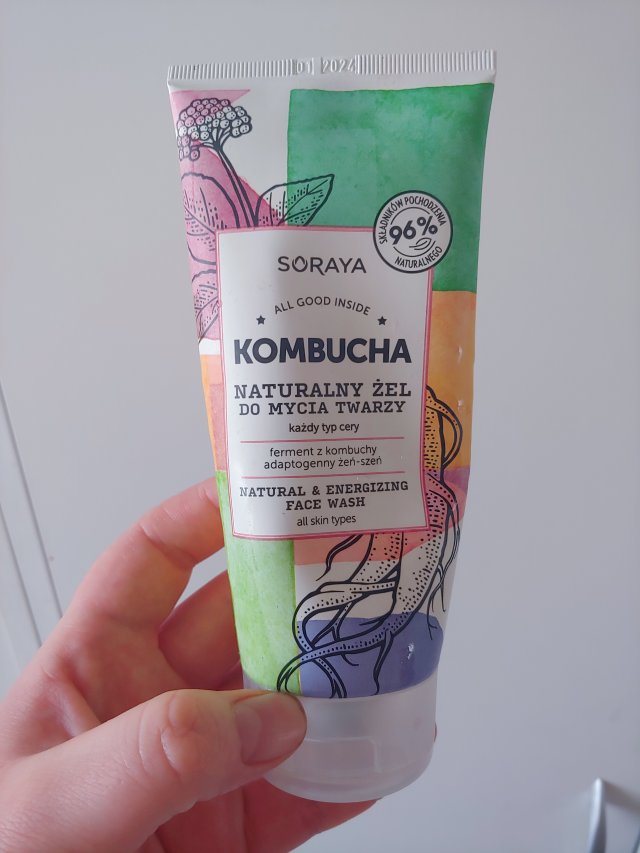 01 2024
SKŁADNIKÓW POCHODZENIA
96%
NATURALNEGO
SORAYA
ALL GOOD INSIDE
KOMBUCHA
NATURALNY ŻEL
DO MYCIA TWARZY
każdy typ cery
ferment z kombuchy
adaptogenny żeń-szeń
NATURAL & ENERGIZING
FACE WASH
all skin types